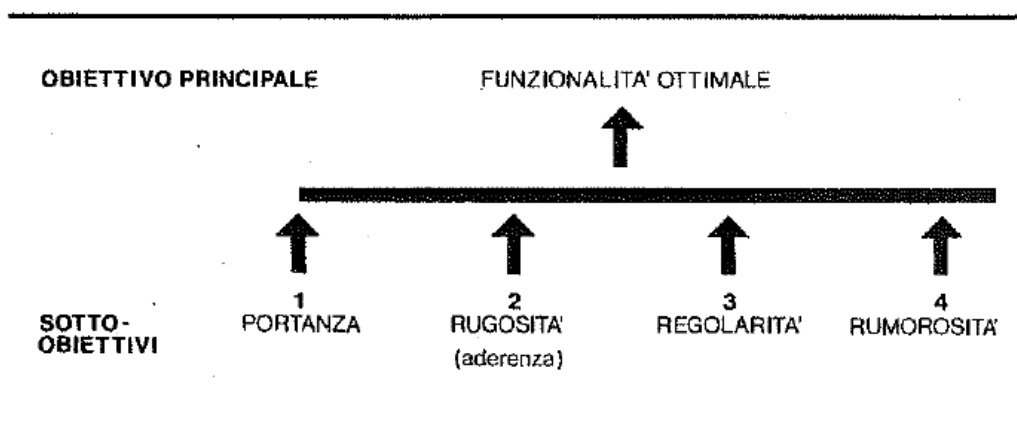 OBIETTIVO PRINCIPALE
FUNZIONALITA' OTTIMALE
1
2
3
4
SOTTO-
OBIETTIVI
PORTANZA
RUGOSITA'
(aderenza)
REGOLARITA'
RUMOROSITA'